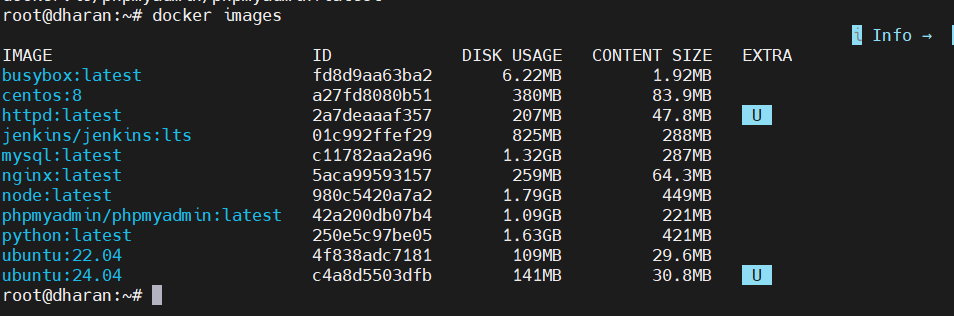 root@dharan:~# docker images
i Info →
IMAGE ID DISK USAGE CONTENT SIZE EXTRA
busybox:latest fd8d9aa63ba2 6.22MB 1.92MB
centos:8 a27fd8080b51 380MB 83.9MB
httpd:latest 2a7deaaaf357 207MB 47.8MB U
jenkins/jenkins:lts 01c992ffef29 825MB 288MB
mysql:latest c11782aa2a96 1.32GB 287MB
nginx:latest 5aca99593157 259MB 64.3MB
node:latest 980c5420a7a2 1.79GB 449MB
phpmyadmin/phpmyadmin:latest 42a200db07b4 1.09GB 221MB
python:latest 250e5c97be05 1.63GB 421MB
ubuntu:22.04 4f838adc7181 109MB 29.6MB
ubuntu:24.04 c4a8d5503dfb 141MB 30.8MB U
root@dharan:~#